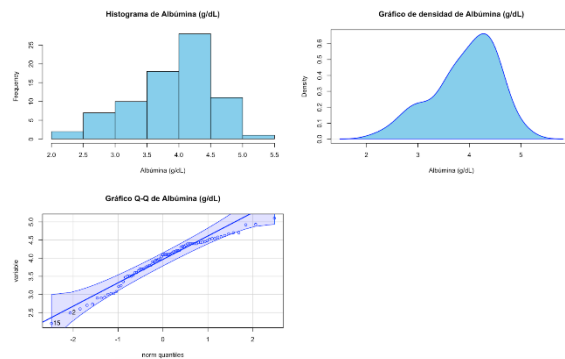 Histograma de Albúmina (g/dL)
Frequency
0 5 10 15 20 25
2.0 2.5 3.0 3.5 4.0 4.5 5.0 5.5
Albúmina (g/dL)
Gráfico de densidad de Albúmina (g/dL)
Density
0.0 0.1 0.2 0.3 0.4 0.5 0.6
2 3 4 5
Albúmina (g/dL)
Gráfico Q-Q de Albúmina (g/dL)
variable
2.5 3.0 3.5 4.0 4.5 5.0
15
2
-2 -1 0 1 2
norm quantiles